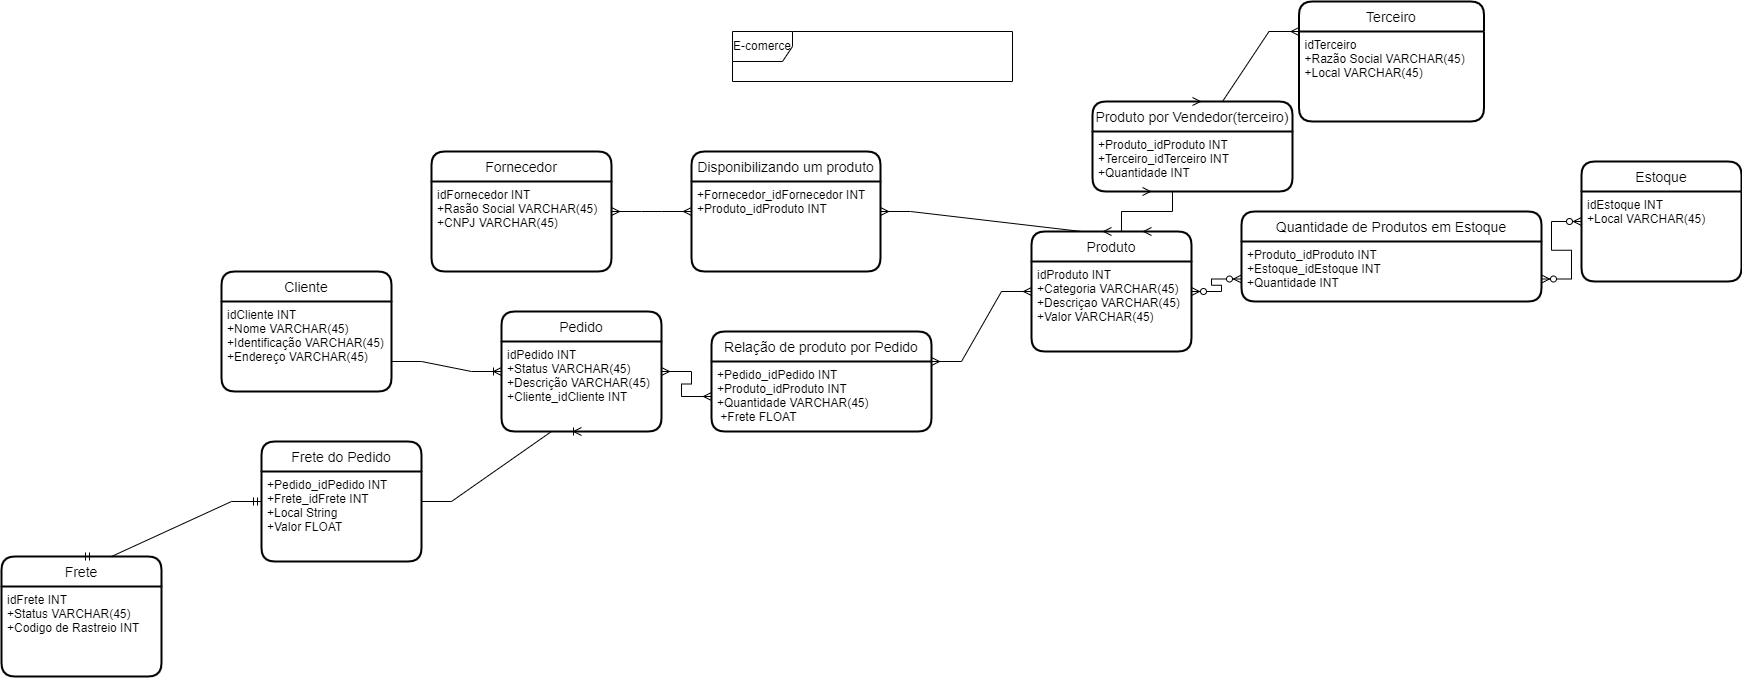 Terceiro
idTerceiro
+Razão Social VARCHAR(45)
+Local VARCHAR(45)
E-comerce
Produto por Vendedor(terceiro)
+Produto_idProduto INT
+Terceiro_idTerceiro INT
+Quantidade INT
Fornecedor
idFornecedor INT
+Rasão Social VARCHAR(45)
+CNPJ VARCHAR(45)
Disponibilizando um produto
+Fornecedor_idFornecedor INT
+Produto_idProduto INT
Estoque
idEstoque INT
+Local VARCHAR(45)
Quantidade de Produtos em Estoque
+Produto_idProduto INT
+Estoque_idEstoque INT
+Quantidade INT
Produto
idProduto INT
+Categoria VARCHAR(45)
+Descriçao VARCHAR(45)
+Valor VARCHAR(45)
Cliente
idCliente INT
+Nome VARCHAR(45)
+Identificação VARCHAR(45)
+Endereço VARCHAR(45)
Pedido
idPedido INT
+Status VARCHAR(45)
+Descrição VARCHAR(45)
+Cliente_idCliente INT
Relação de produto por Pedido
+Pedido_idPedido INT
+Produto_idProduto INT
+Quantidade VARCHAR(45)
+Frete FLOAT
Frete do Pedido
+Pedido_idPedido INT
+Frete_idFrete INT
+Local String
+Valor FLOAT
Frete
idFrete INT
+Status VARCHAR(45)
+Codigo de Rastreio INT